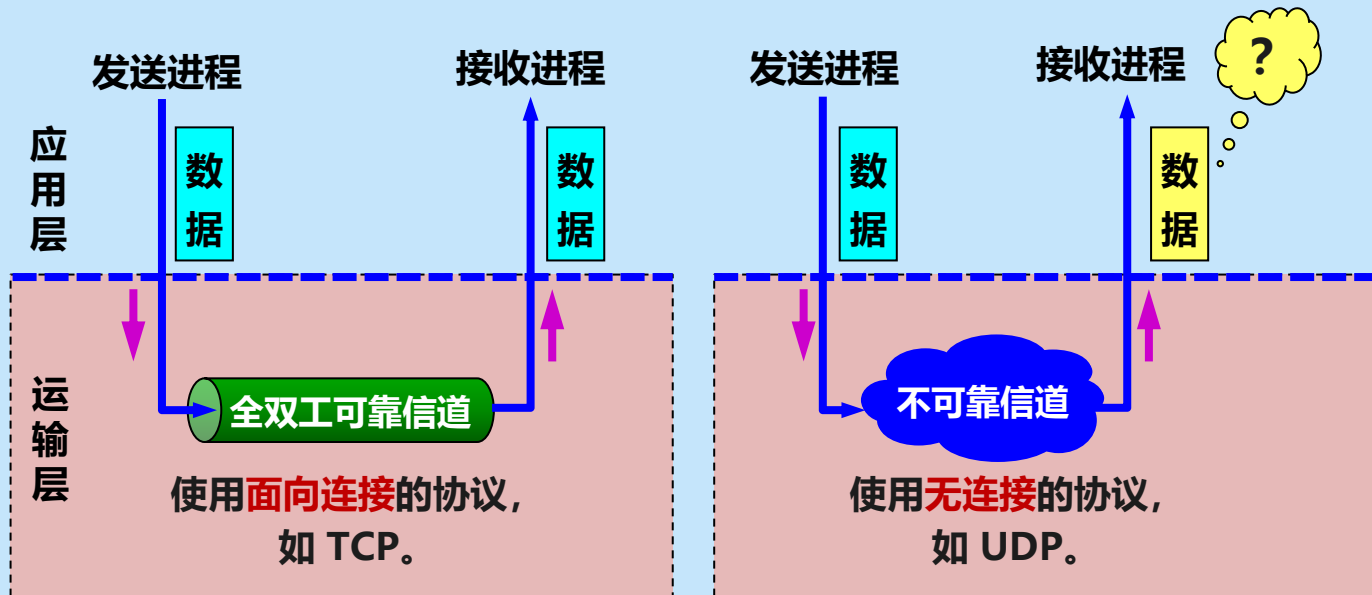 发送进程
接收进程
发送进程
接收进程
?
应用层
数据
数据
数据
数据
运输层
全双工可靠信道
不可靠信道
使用面向连接的协议，
如 TCP。
使用无连接的协议，
如 UDP。